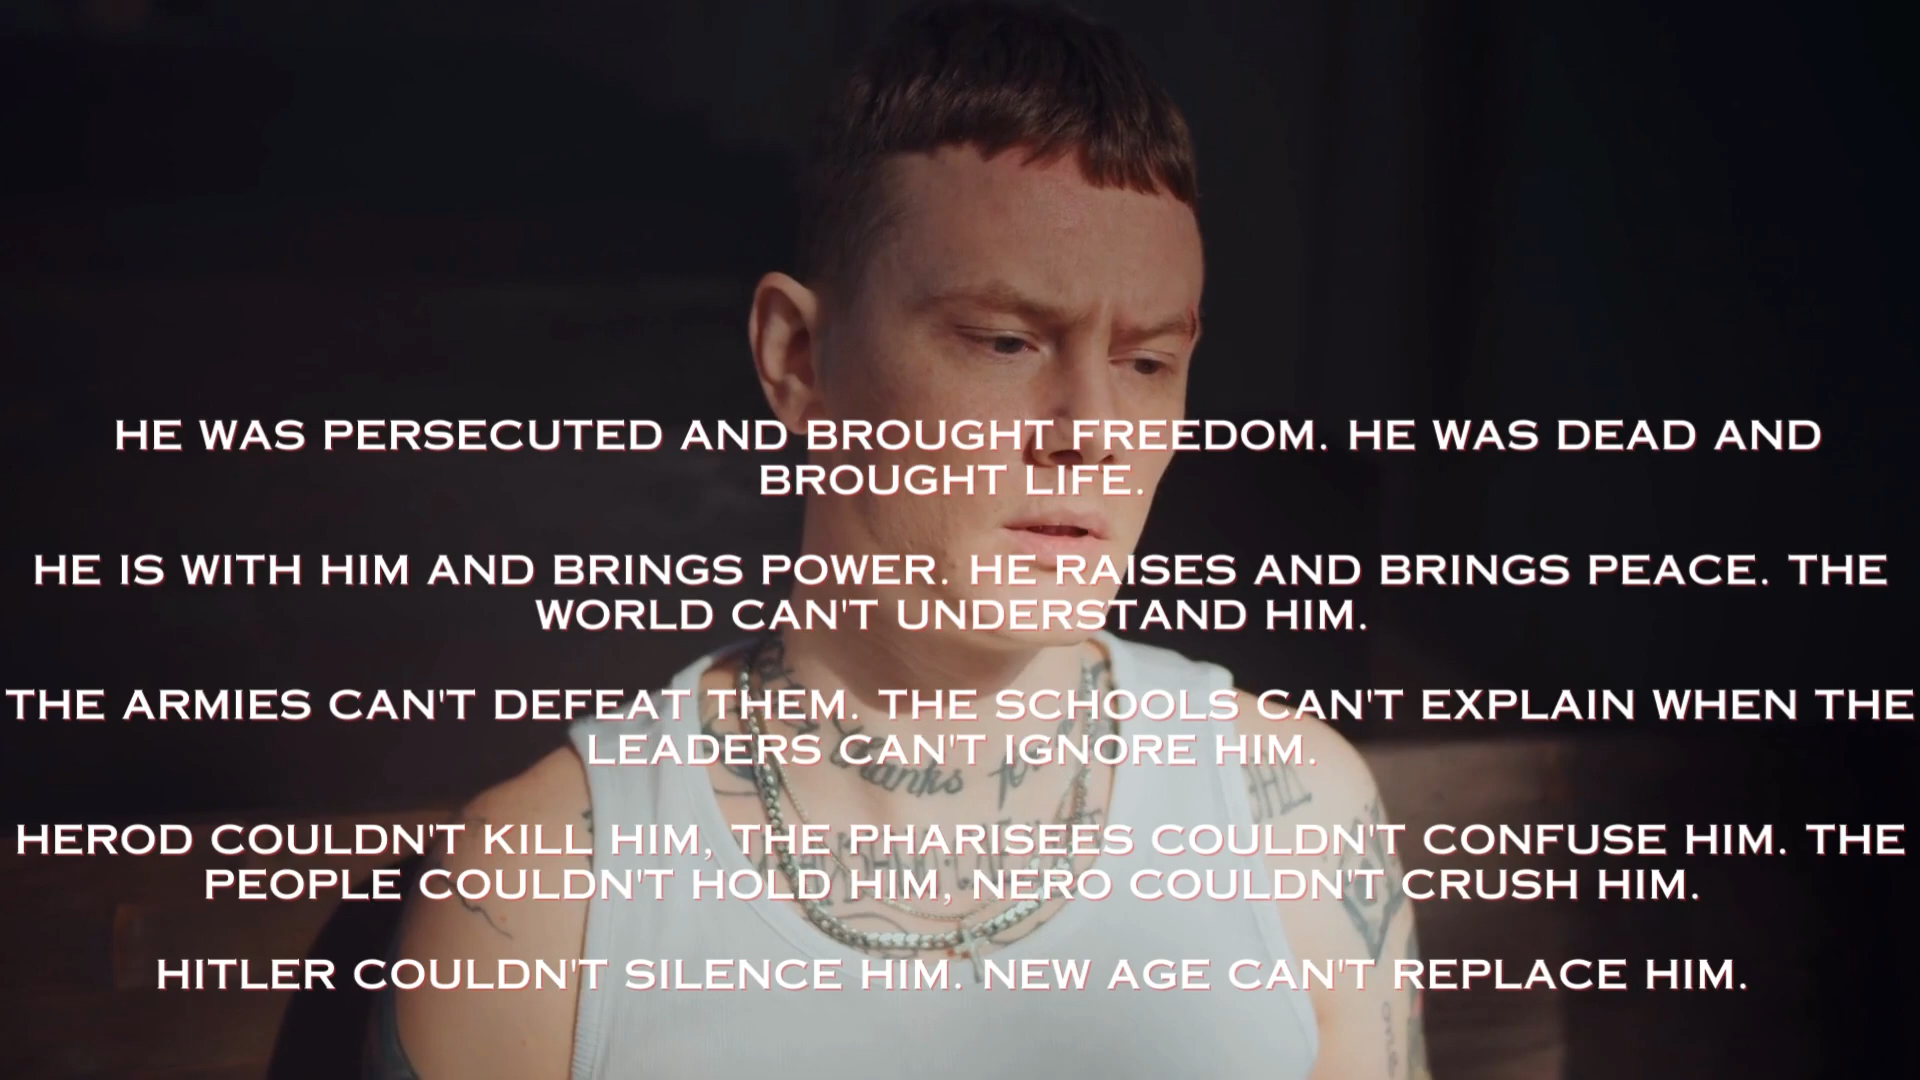 HE WAS PERSECUTED AND BROUGHT FREEDOM. HE WAS DEAD AND
BROUGHT LIFE.
HE IS WITH HIM AND BRINGS POWER. HE RAISES AND BRINGS PEACE. THE
WORLD CAN'T UNDERSTAND HIM.
THE ARMIES CAN'T DEFEAT THEM. THE SCHOOLS CAN'T EXPLAIN WHEN THE
LEADERS CAN'T IGNORE HIM.
thanks for
HEROD COULDN'T KILL HIM, THE PHARISEES COULDN'T CONFUSE HIM. THE
PEOPLE COULDN'T HOLD HIM, NERO COULDN'T CRUSH HIM.
HITLER COULDN'T SILENCE HIM. NEW AGE CAN'T REPLACE HIM.